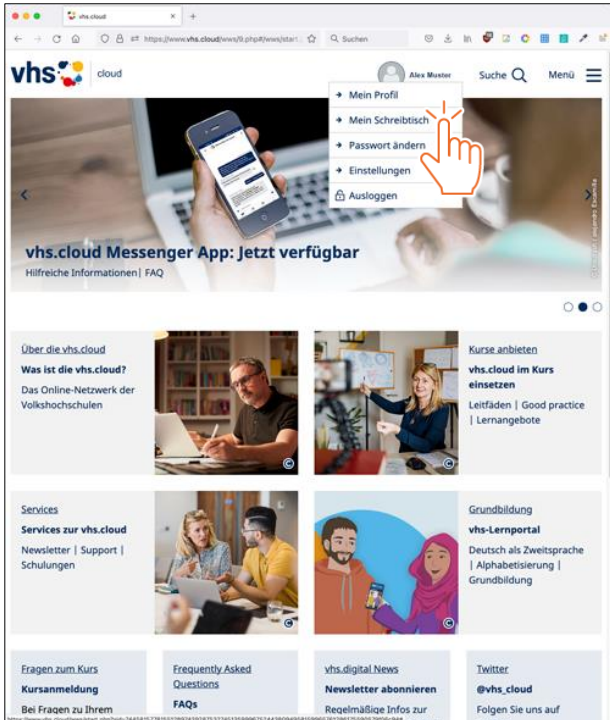 vhs.cloud
https://www.vhs.cloud/wws/9.php#/wws/start.
Suchen
vhs cloud
Alex Muster
Suche
Menü
Mein Profil
Mein Schreibtisch
Passwort ändern
Einstellungen
Ausloggen
vhs.cloud Messenger App: Jetzt verfügbar
Hilfreiche Informationen| FAQ
Über die vhs.cloud
Was ist die vhs.cloud?
Das Online-Netzwerk der
Volkshochschulen
Kurse anbieten
vhs.cloud im Kurs
einsetzen
Leitfäden | Good practice
| Lernangebote
Services
Services zur vhs.cloud
Newsletter | Support |
Schulungen
Grundbildung
vhs-Lernportal
Deutsch als Zweitsprache
| Alphabetisierung |
Grundbildung
Fragen zum Kurs
Kursanmeldung
Bei Fragen zu Ihrem
Frequently Asked
Questions
FAQs
vhs.digital News
Newsletter abonnieren
Regelmäßige Infos zur
Twitter
@vhs_cloud
Folgen Sie uns auf